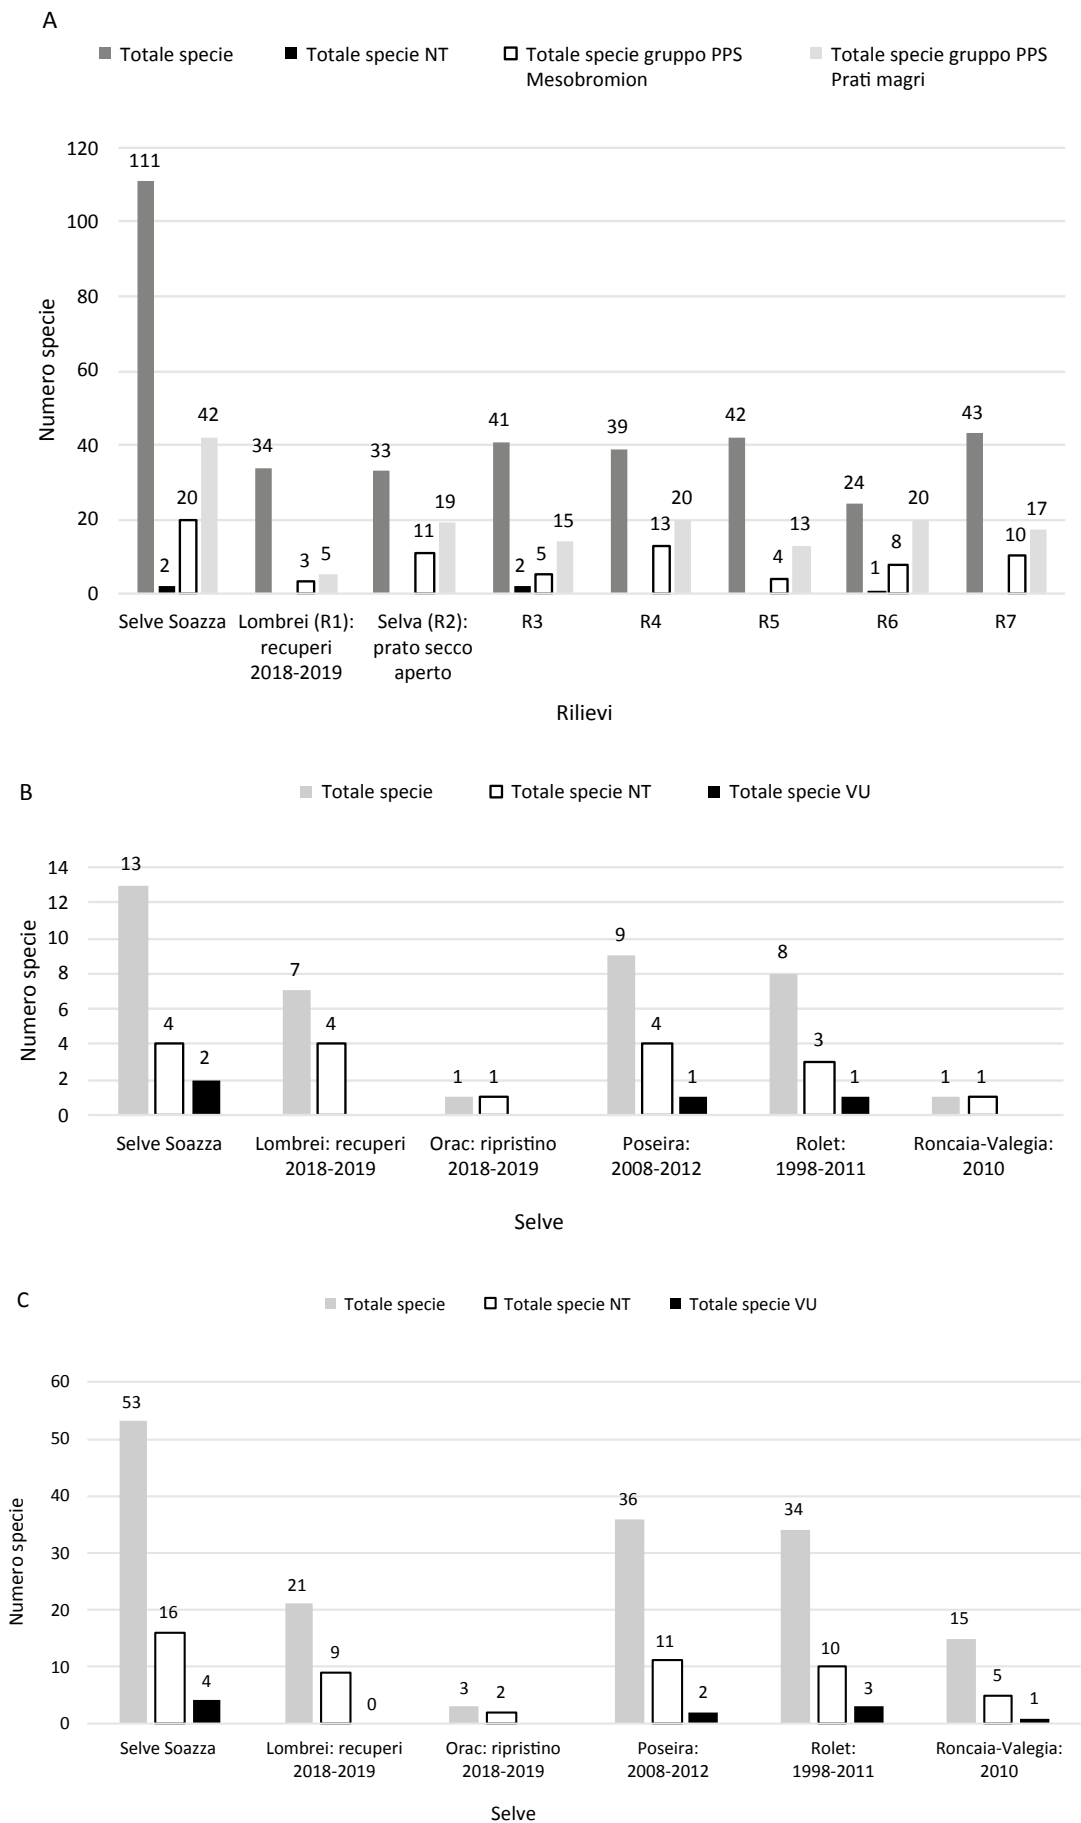 A
Totale specie
Totale specie NT
Totale specie gruppo PPS
Mesobromion
Totale specie gruppo PPS
Prati magri
Numero specie
120
100
80
60
40
20
0
111
2
20
42
34
3
5
33
11
19
41
2
5
15
39
13
20
42
4
13
24
1
8
20
43
10
17
Selve Soazza
Lombrei (R1):
recuperi
2018-2019
Selva (R2):
prato secco
aperto
R3
R4
R5
R6
R7
Rilievi
B
Totale specie
Totale specie NT
Totale specie VU
Numero specie
14
12
10
8
6
4
2
0
13
4
2
7
4
1
1
9
4
1
8
3
1
1
1
Selve Soazza
Lombrei: recuperi
2018-2019
Orac: ripristino
2018-2019
Poseira:
2008-2012
Rolet:
1998-2011
Roncaia-Valegia:
2010
Selve
C
Totale specie
Totale specie NT
Totale specie VU
Numero specie
60
50
40
30
20
10
0
53
16
4
21
9
0
3
2
36
11
2
34
10
3
15
5
1
Selve Soazza
Lombrei: recuperi
2018-2019
Orac: ripristino
2018-2019
Poseira:
2008-2012
Rolet:
1998-2011
Roncaia-Valegia:
2010
Selve